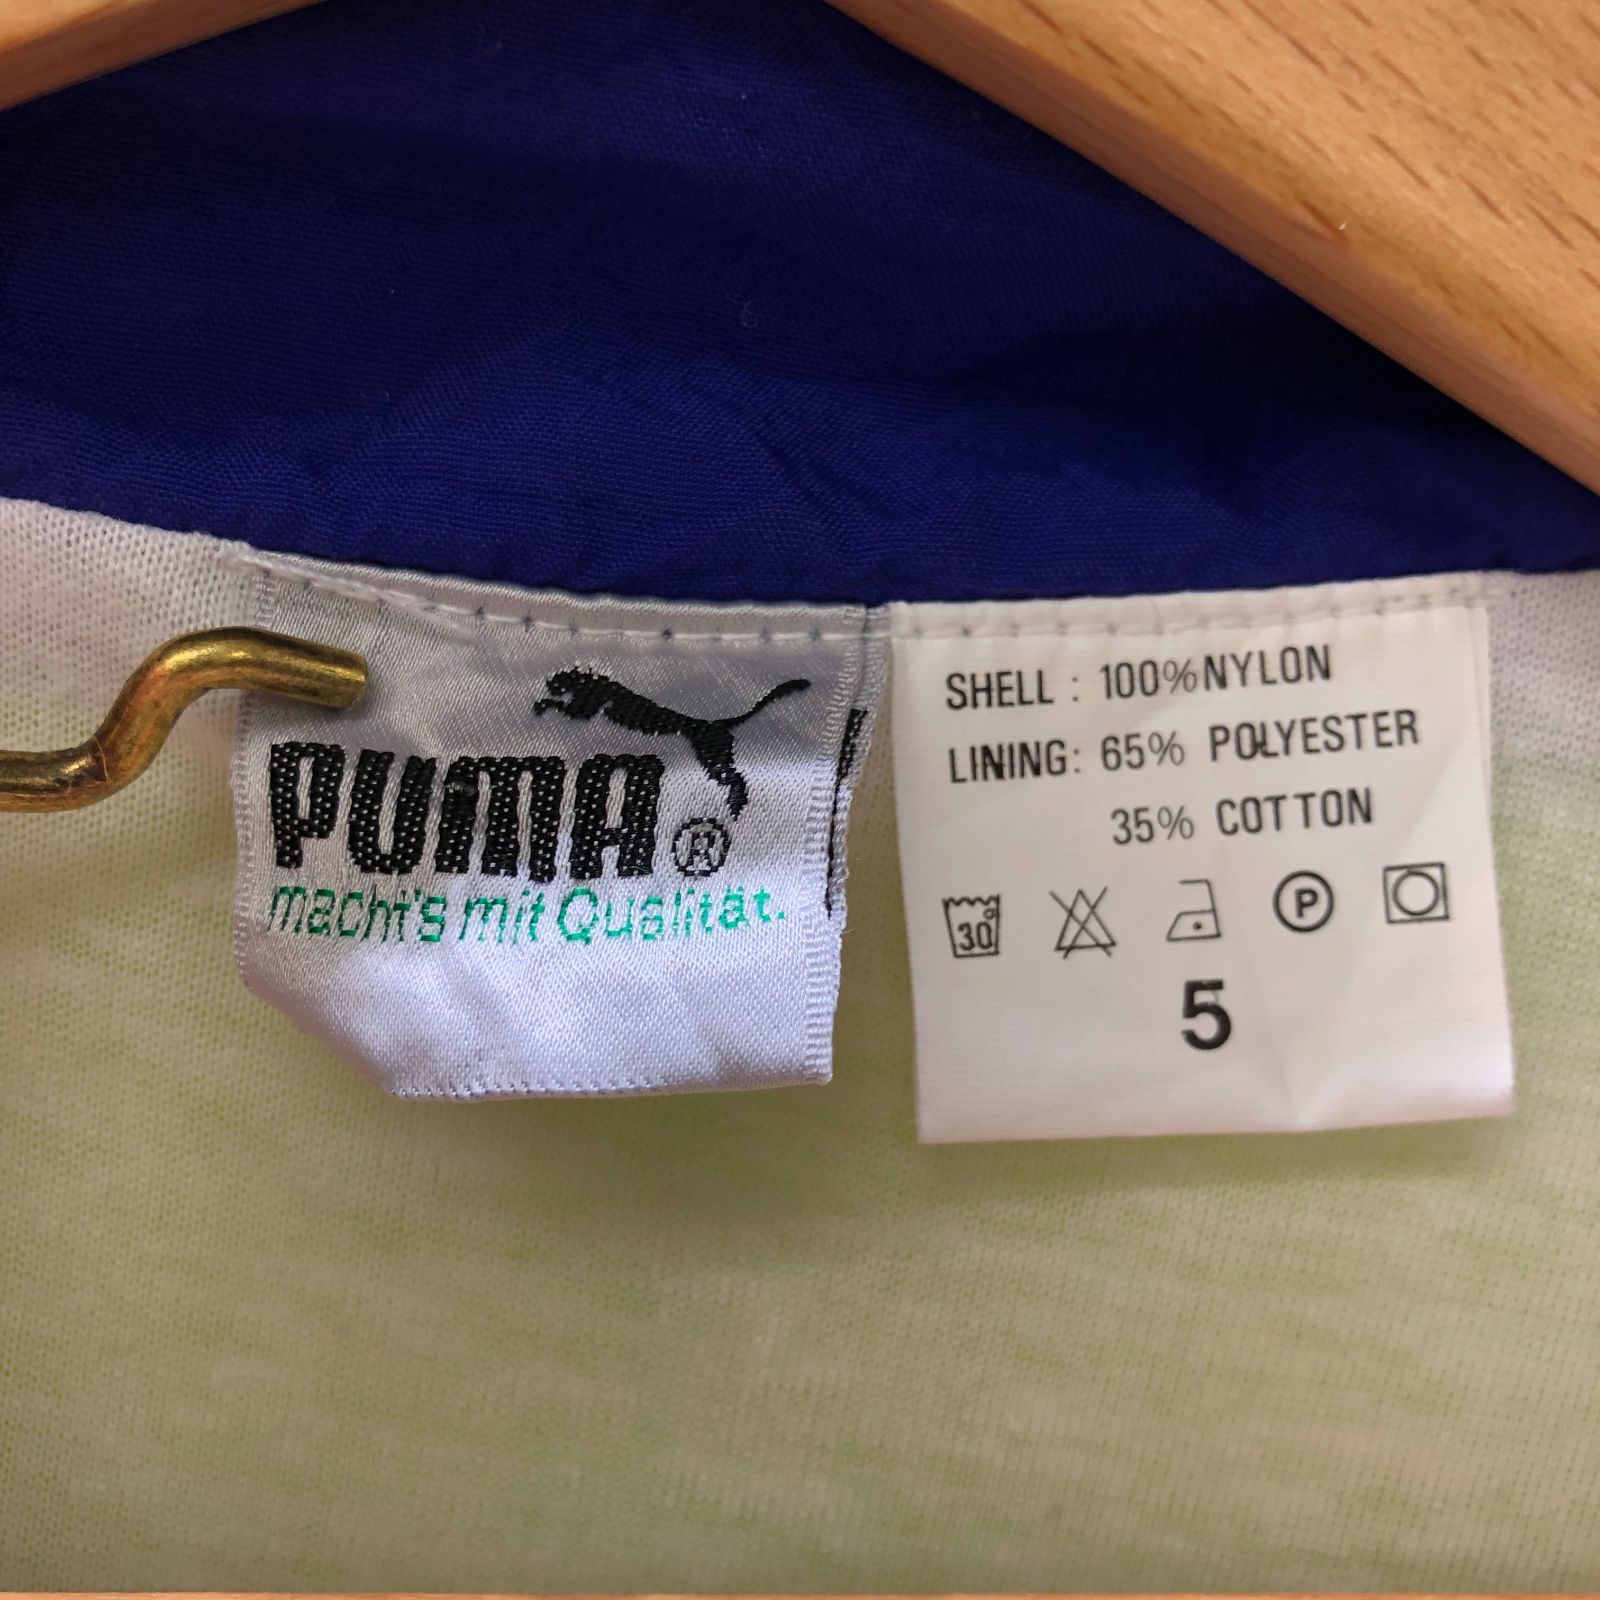 PUMA®
macht's mit Qualität.
SHELL : 100%NYLON
LINING: 65% POLYESTER
35% COTTON
30° P
5